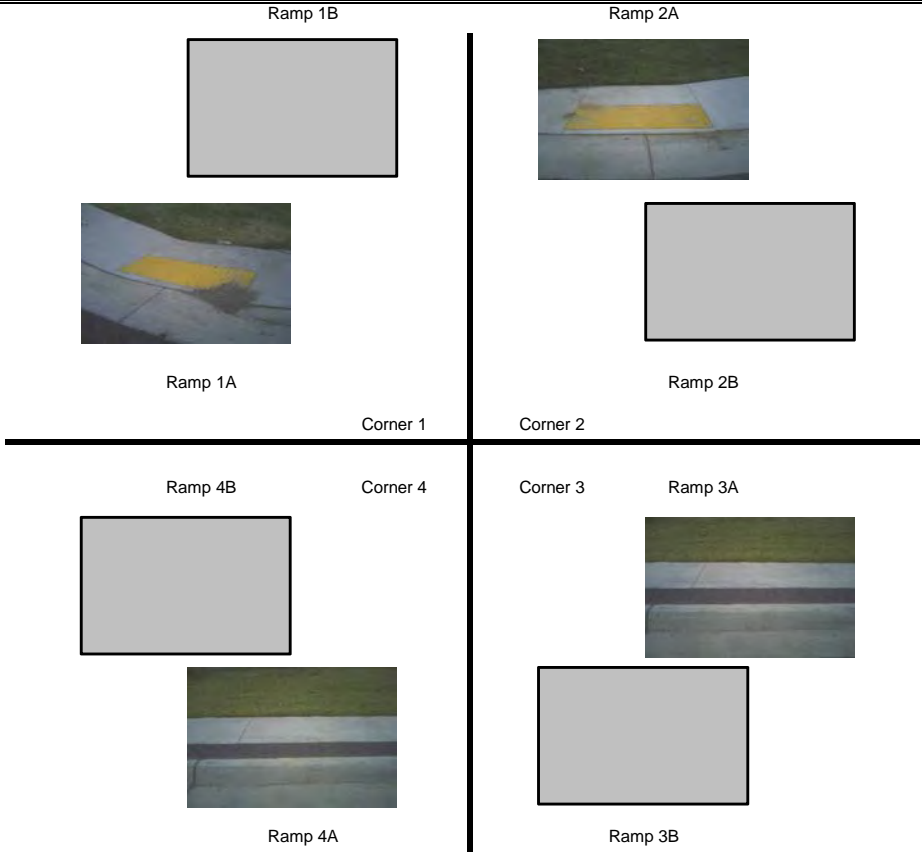 Ramp 1B Ramp 2A
Ramp 1A Ramp 2B
Corner 1 Corner 2
Ramp 4B Corner 4 Corner 3 Ramp 3A
Ramp 4A Ramp 3B